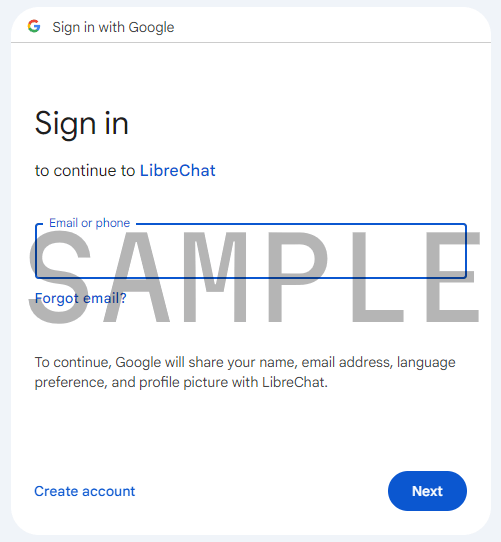 Sign in with Google
Sign in
to continue to LibreChat
Email or phone
SAMPLE
Forgot email?
To continue, Google will share your name, email address, language
preference, and profile picture with LibreChat.
Create account
Next